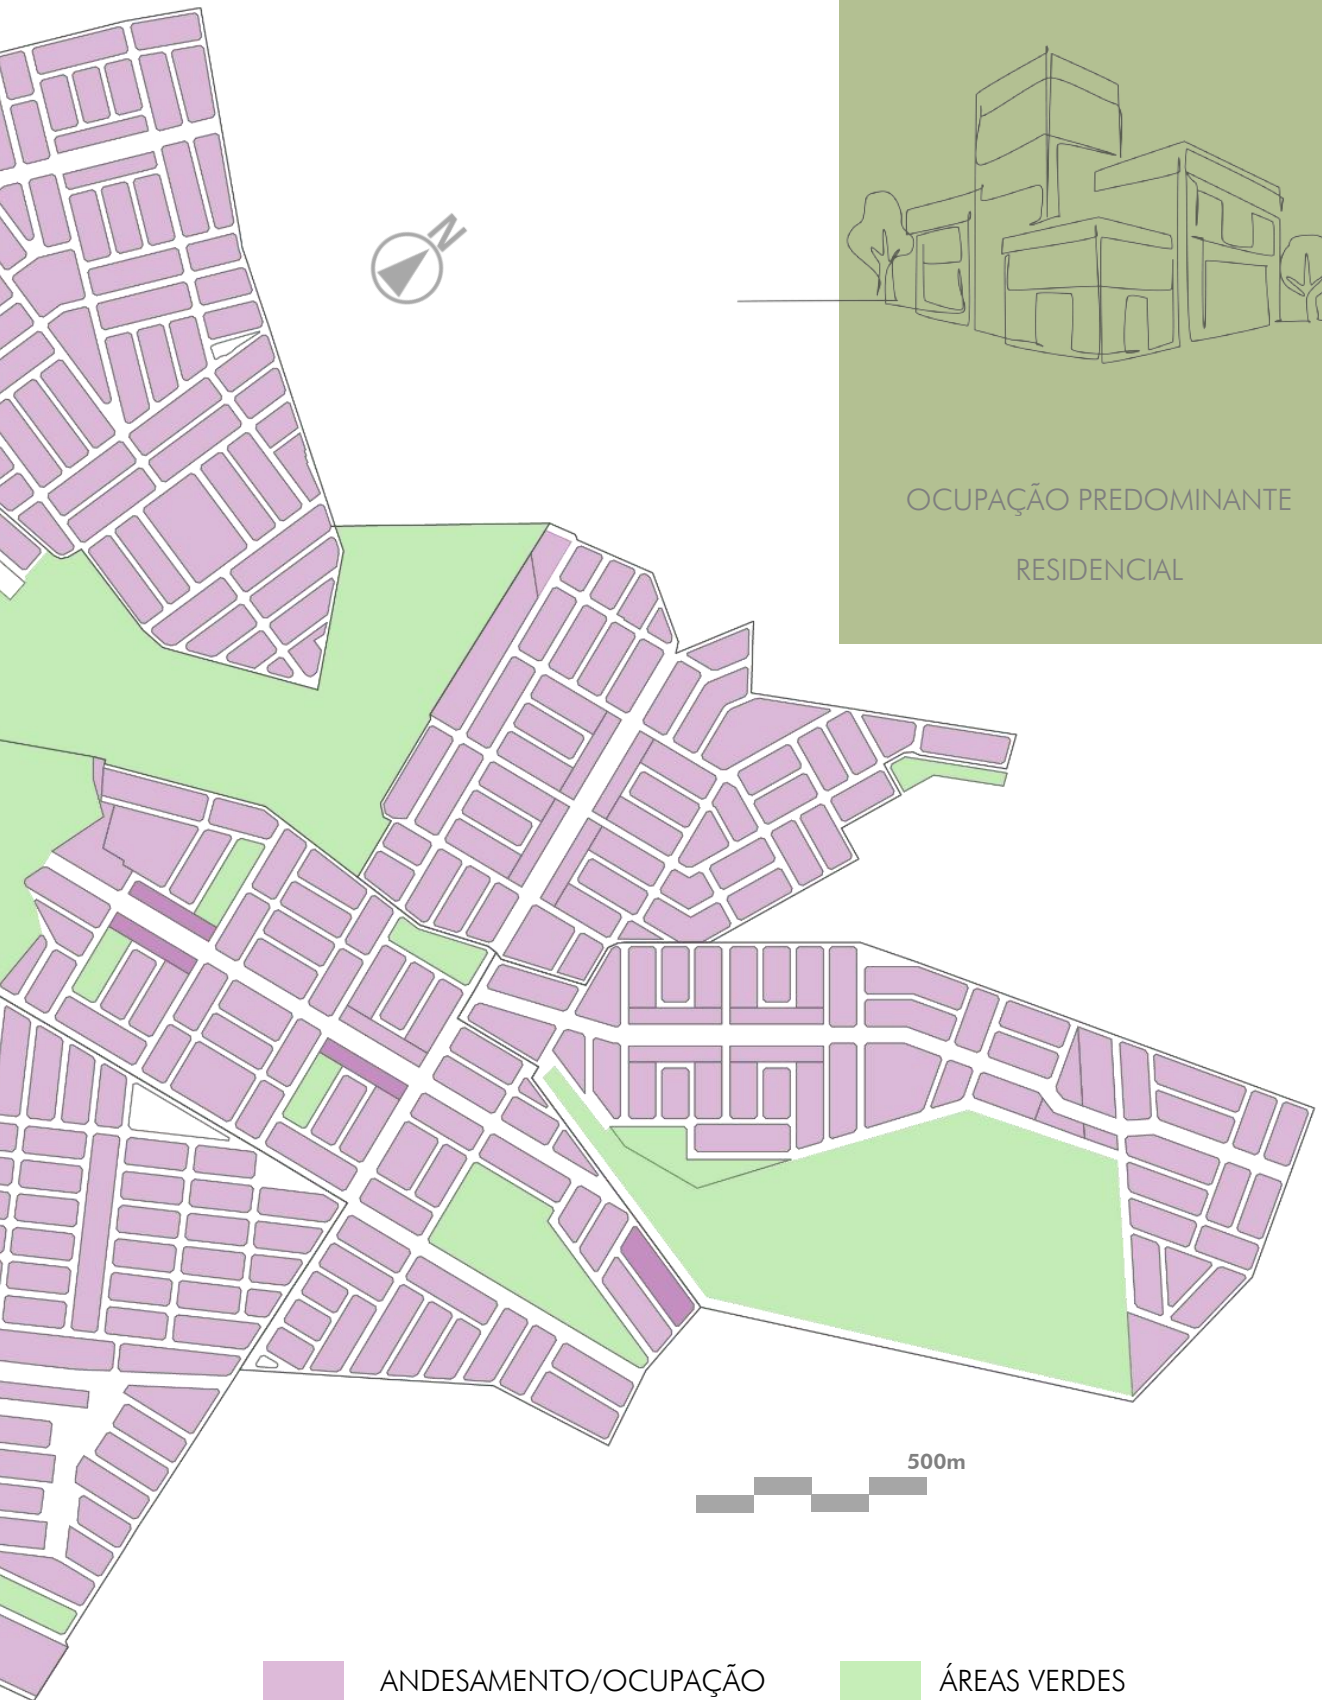 N
OCUPAÇÃO PREDOMINANTE
RESIDENCIAL
500m
ANDESAMENTO/OCUPAÇÃO
ÁREAS VERDES